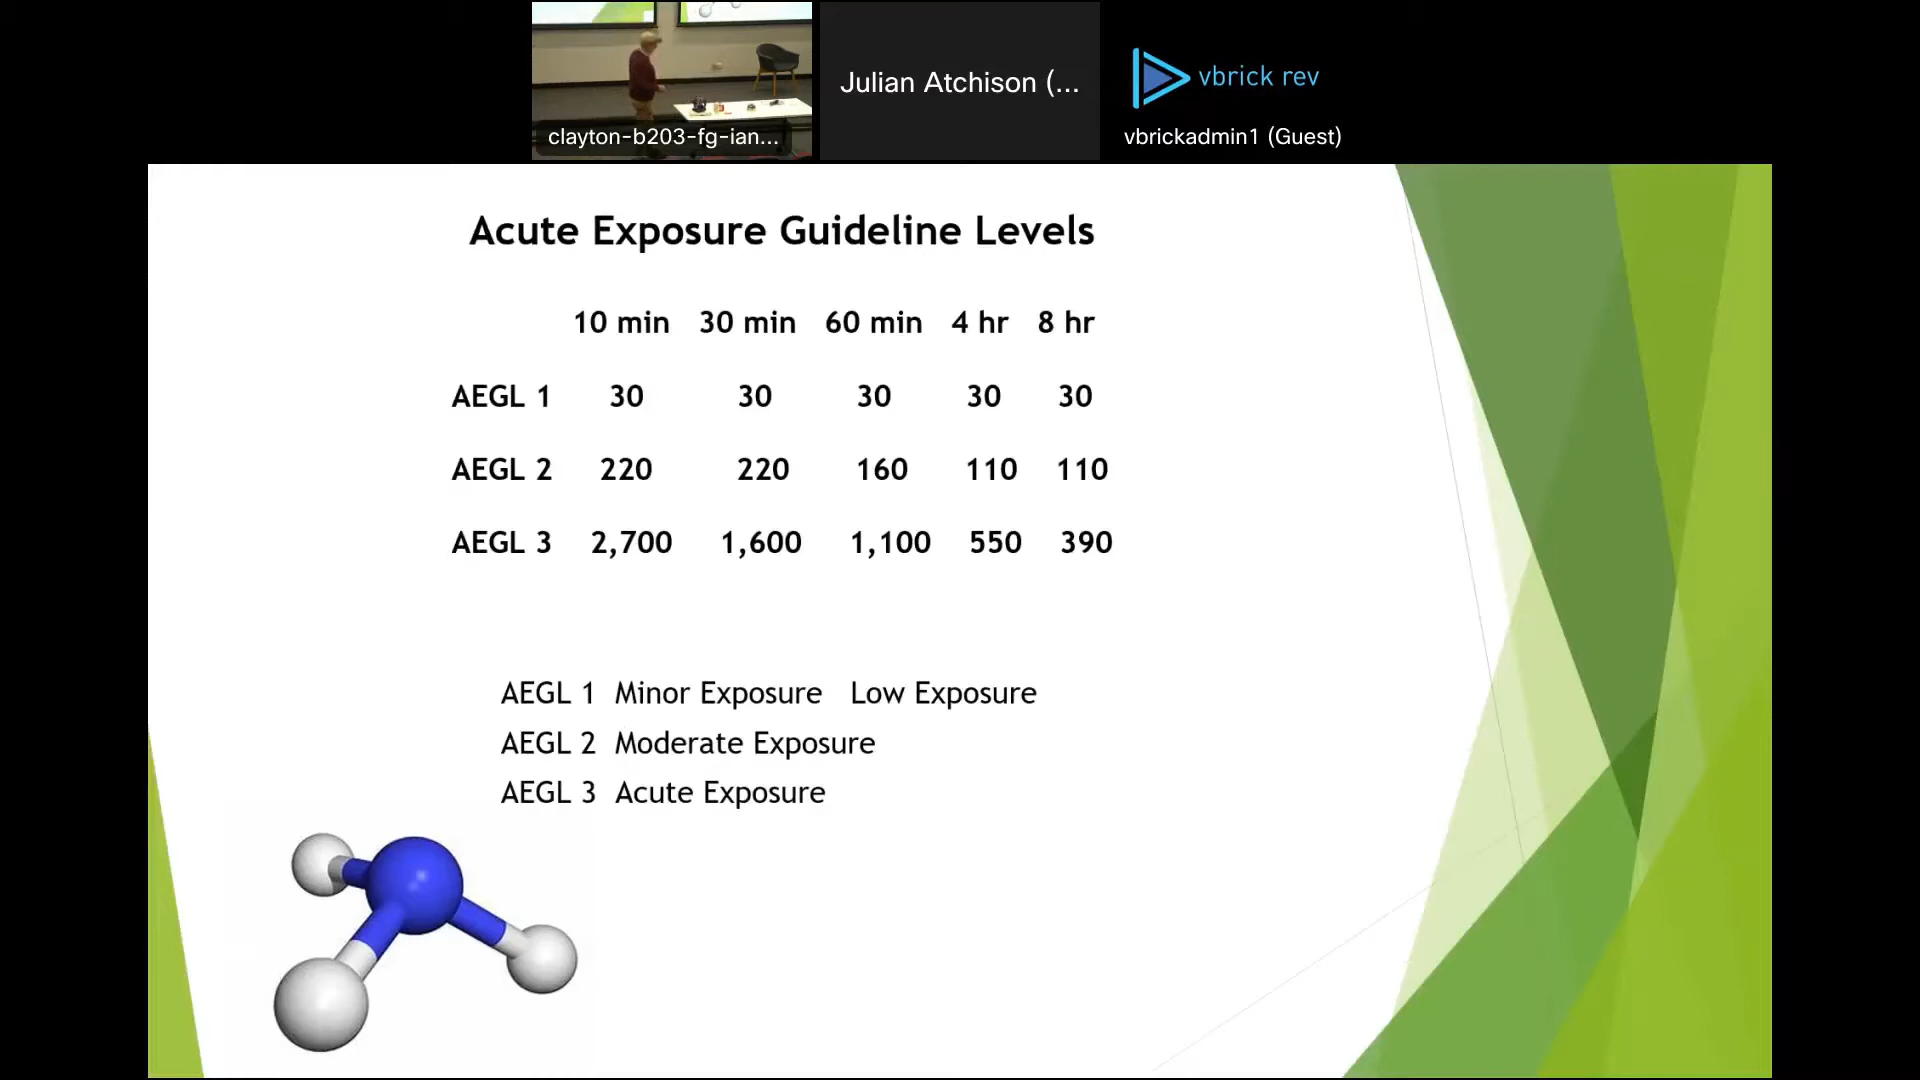 Julian Atchison (...
vbrick rev
clayton-b203-fg-ian...
vbrickadmin1 (Guest)
Acute Exposure Guideline Levels
10 min 30 min 60 min 4 hr 8 hr
AEGL 1 30 30 30 30 30
AEGL 2 220 220 160 110 110
AEGL 3 2,700 1,600 1,100 550 390
AEGL 1 Minor Exposure Low Exposure
AEGL 2 Moderate Exposure
AEGL 3 Acute Exposure